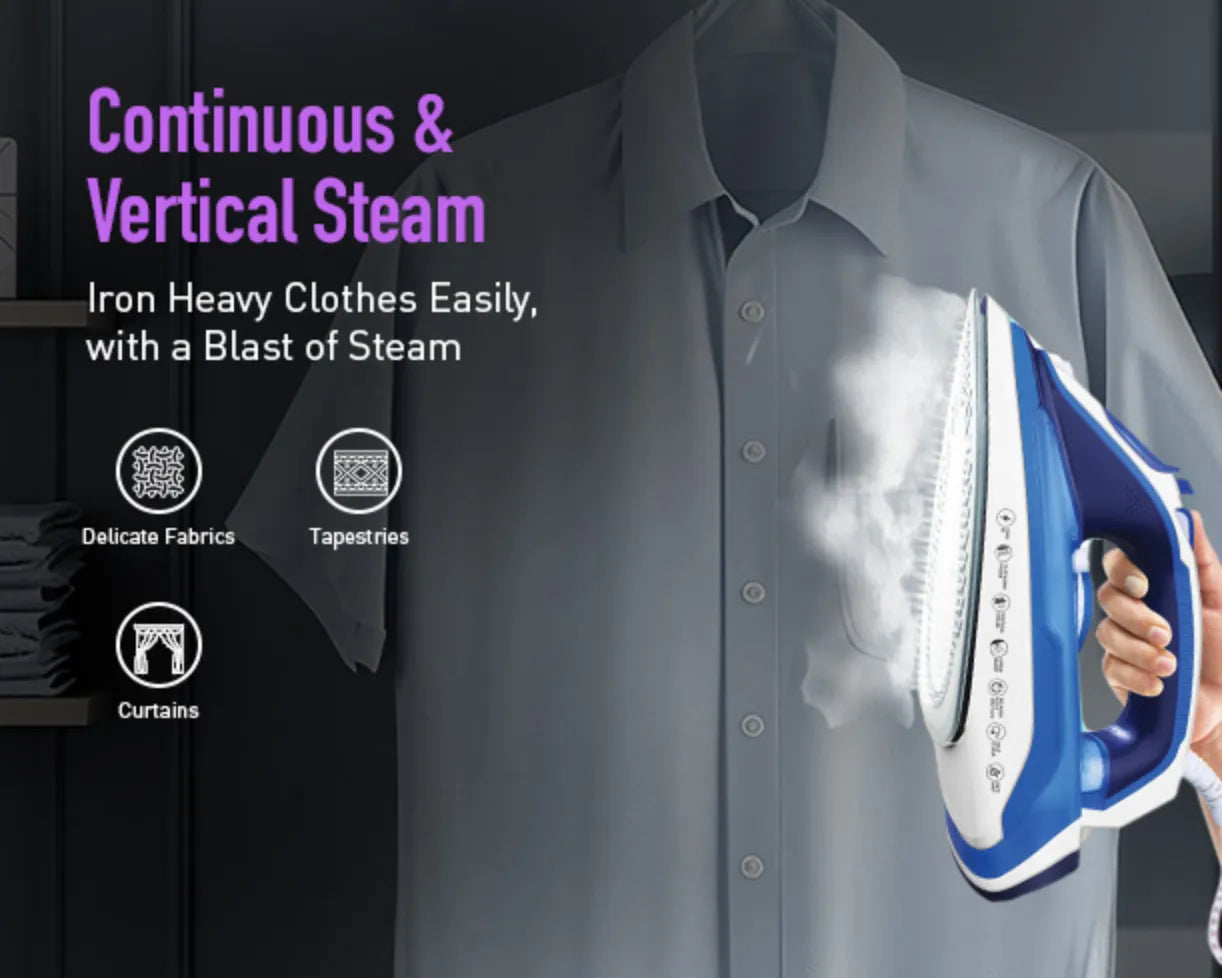 Continuous &
Vertical Steam
Iron Heavy Clothes Easily,
with a Blast of Steam
Delicate Fabrics
Tapestries
Curtains